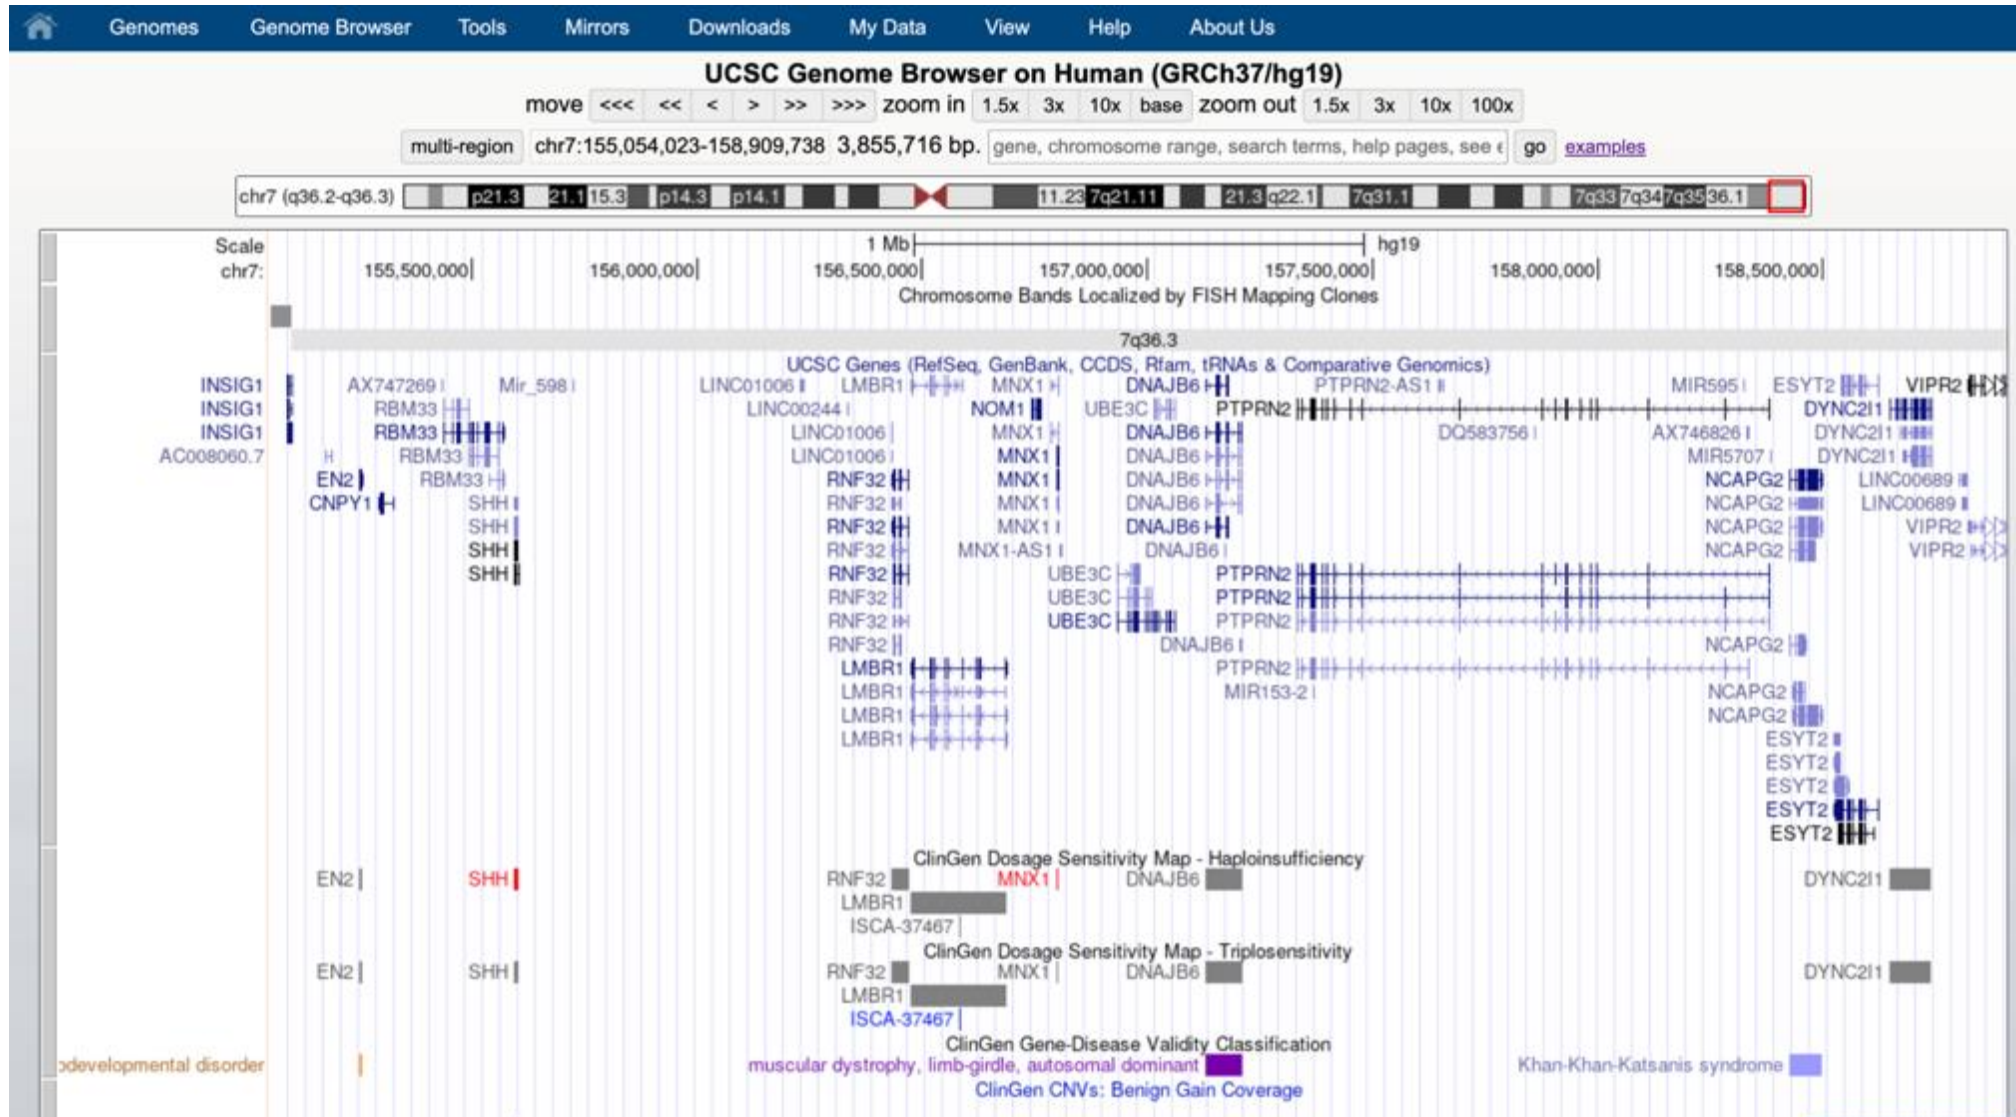 Genomes Genome Browser Tools Mirrors Downloads My Data View Help About Us
UCSC Genome Browser on Human (GRCh37/hg19)
move <<< << < > >> >>> zoom in 1.5x 3x 10x base zoom out 1.5x 3x 10x 100x
multi-region chr7:155,054,023-158,909,738 3,855,716 bp. gene, chromosome range, search terms, help pages, see e go examples
chr7 (q36.2-q36.3) p21.3 21.1 15.3 p14.3 p14.1 11.23 7q21.11 21.3 q22.1 7q31.1 7q33 7q34 7q35 36.1
Scale 1 Mb hg19
chr7: 155,500,000 156,000,000 156,500,000 157,000,000 157,500,000 158,000,000 158,500,000
Chromosome Bands Localized by FISH Mapping Clones
7q36.3
UCSC Genes (RefSeq, GenBank, CCDS, Rfam, tRNAs & Comparative Genomics)
INSIG1 AX747269 Mir_598 LINC01006 LMBR1 MNX1 DNAJB6 PTPRN2-AS1 MIR595 ESYT2 VIPR2
INSIG1 RBM33 LINC00244 NOM1 UBE3C PTPRN2 DYNC2I1
INSIG1 RBM33 LINC01006 MNX1 DNAJB6 DQ583756 AX746826 DYNC2I1
AC008060.7 RBM33 LINC01006 MNX1 DNAJB6 MIR5707 DYNC2I1
EN2 RBM33 RNF32 MNX1 DNAJB6 NCAPG2 LINC00689
CNPY1 SHH RNF32 MNX1 DNAJB6 NCAPG2 LINC00689
SHH RNF32 MNX1 DNAJB6 NCAPG2 VIPR2
SHH RNF32 MNX1-AS1 DNAJB6 NCAPG2 VIPR2
SHH RNF32 UBE3C PTPRN2
RNF32 UBE3C PTPRN2
RNF32 UBE3C PTPRN2
RNF32 DNAJB6 NCAPG2
LMBR1 PTPRN2
LMBR1 MIR153-2 NCAPG2
LMBR1 NCAPG2
LMBR1 ESYT2
ESYT2
ESYT2
ESYT2
ESYT2
ClinGen Dosage Sensitivity Map - Haploinsufficiency
EN2 SHH RNF32 MNX1 DNAJB6 DYNC2I1
LMBR1
ISCA-37467
ClinGen Dosage Sensitivity Map - Triplosensitivity
EN2 SHH RNF32 MNX1 DNAJB6 DYNC2I1
LMBR1
ISCA-37467
ClinGen Gene-Disease Validity Classification
odevelopmental disorder muscular dystrophy, limb-girdle, autosomal dominant Khan-Khan-Katsanis syndrome
ClinGen CNVs: Benign Gain Coverage